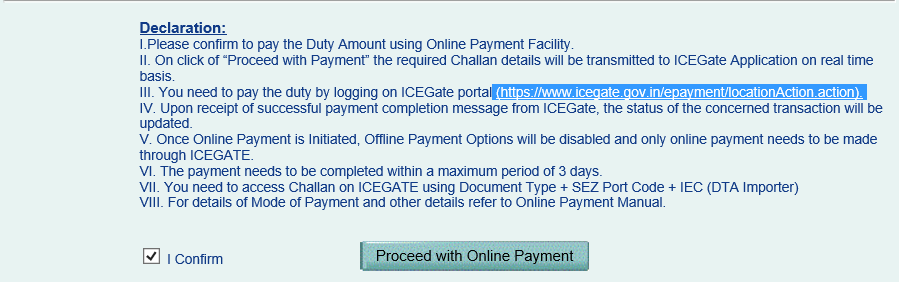 Declaration:
I.Please confirm to pay the Duty Amount using Online Payment Facility.
II. On click of “Proceed with Payment” the required Challan details will be transmitted to ICEGate Application on real time
basis.
III. You need to pay the duty by logging on ICEGate portal (https://www.icegate.gov.in/epayment/locationAction.action).
IV. Upon receipt of successful payment completion message from ICEGate, the status of the concerned transaction will be
updated.
V. Once Online Payment is Initiated, Offline Payment Options will be disabled and only online payment needs to be made
through ICEGATE.
VI. The payment needs to be completed within a maximum period of 3 days.
VII. You need to access Challan on ICEGATE using Document Type + SEZ Port Code + IEC (DTA Importer)
VIII. For details of Mode of Payment and other details refer to Online Payment Manual.
I Confirm
Proceed with Online Payment